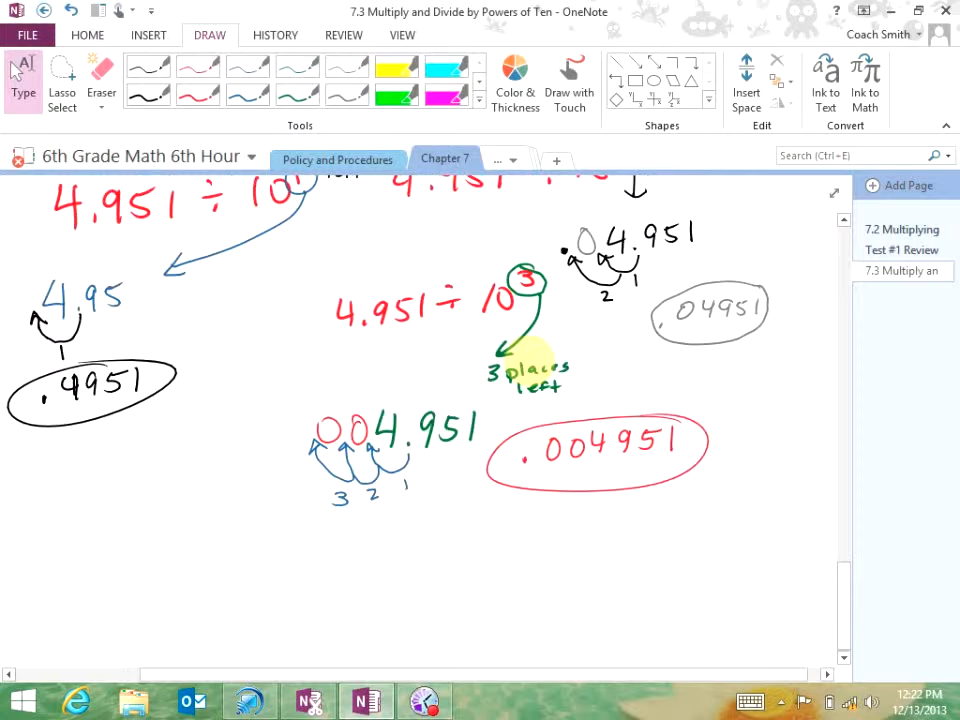 7.3 Multiply and Divide by Powers of Ten - OneNote
FILE HOME INSERT DRAW HISTORY REVIEW VIEW
Coach Smith
Type
Lasso Select
Eraser
Color & Thickness
Draw with Touch
Insert Space
Ink to Text
Ink to Math
Tools Shapes Edit Convert
6th Grade Math 6th Hour Policy and Procedures Chapter 7 ...
Search (Ctrl+E)
Add Page
7.2 Multiplying
Test #1 Review
7.3 Multiply an
4.951 ÷ 10
.04.951
2 1
.04951
4.95
1
.4951
4.951 ÷ 10³
3 places
left
004.951
3 2 1
.004951
12:22 PM
12/13/2013